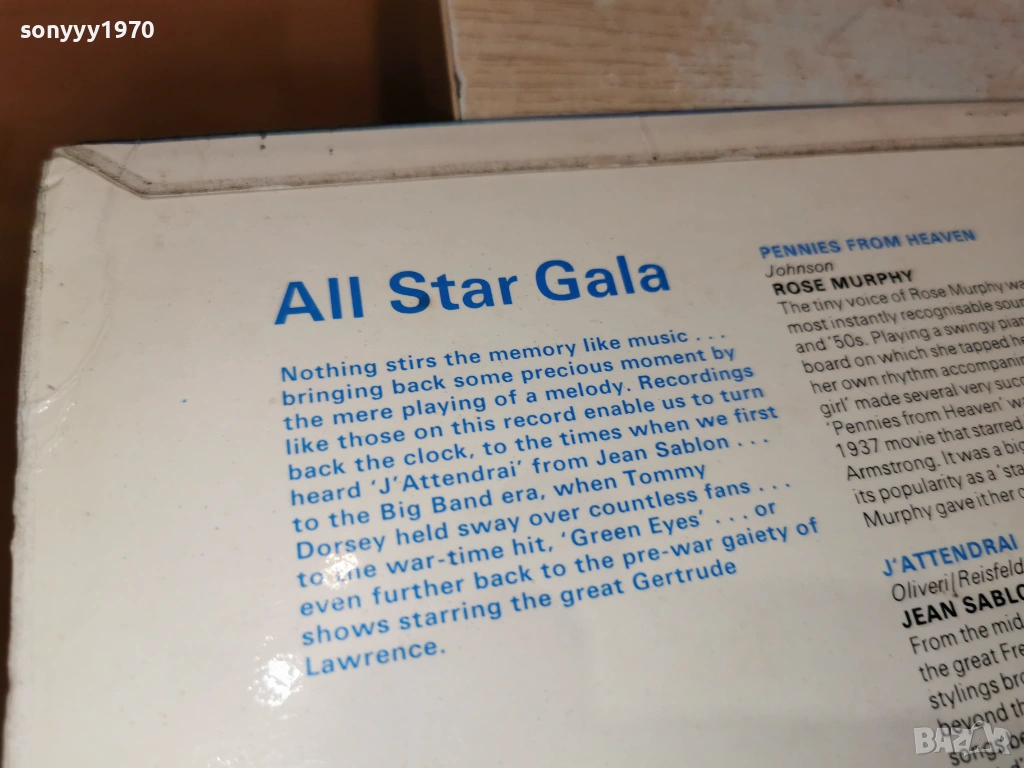 sonyyy1970
All Star Gala
Nothing stirs the memory like music . . .
bringing back some precious moment by
the mere playing of a melody. Recordings
like those on this record enable us to turn
back the clock, to the times when we first
heard ‘J’Attendrai’ from Jean Sablon . . .
to the Big Band era, when Tommy
Dorsey held sway over countless fans . . .
to the war-time hit, ‘Green Eyes’ . . . or
even further back to the pre-war gaiety of
shows starring the great Gertrude
Lawrence.
PENNIES FROM HEAVEN
Johnson
ROSE MURPHY
The tiny voice of Rose Murphy
most instantly recognisable
and ’50s. Playing a swingy
board on which she tapped
her own rhythm
girl’ made several very
‘Pennies from Heaven’
1937 movie that starred
Armstrong. It was a
its popularity as a
Murphy gave it her
J’ATTENDRAI
Oliveri/Reisfeld
JEAN
From the
the great
stylings
beyond
BAZAR